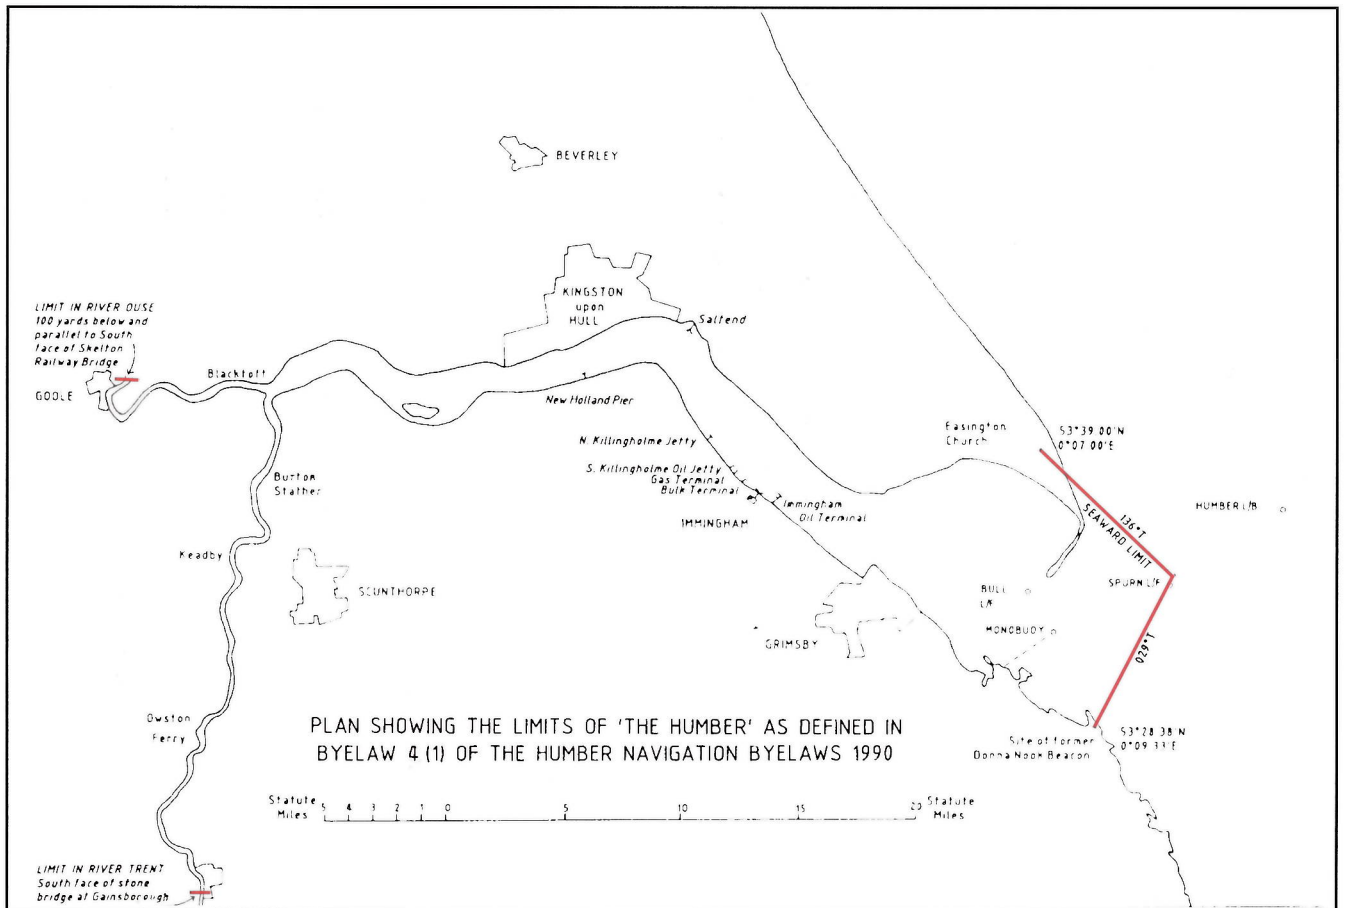 BEVERLEY
KINGSTON
upon
HULL
Saltend
LIMIT IN RIVER OUSE
100 yards below and
parallel to South
face of Skelton
Railway Bridge
GOOLE
Blacktoft
New Holland Pier
N. Killingholme Jetty
S. Killingholme Oil Jetty
Gas Terminal
Bulk Terminal
Immingham
Oil Terminal
IMMINGHAM
Easington
Church
53°39 00'N
0°07 00'E
136°T
SEAWARD LIMIT
HUMBER L/B
SPURN L/F
BULL
L/F
MONOBUOY
029°T
Burton
Stather
Keadby
SCUNTHORPE
GRIMSBY
Owston
Ferry
PLAN SHOWING THE LIMITS OF 'THE HUMBER' AS DEFINED IN
BYELAW 4 (1) OF THE HUMBER NAVIGATION BYELAWS 1990
53°28 38'N
0°09 33'E
Site of former
Donna Nook Beacon
Statute
Miles
5 4 3 2 1 0 5 10 15 20
Statute
Miles
LIMIT IN RIVER TRENT
South face of stone
bridge at Gainsborough